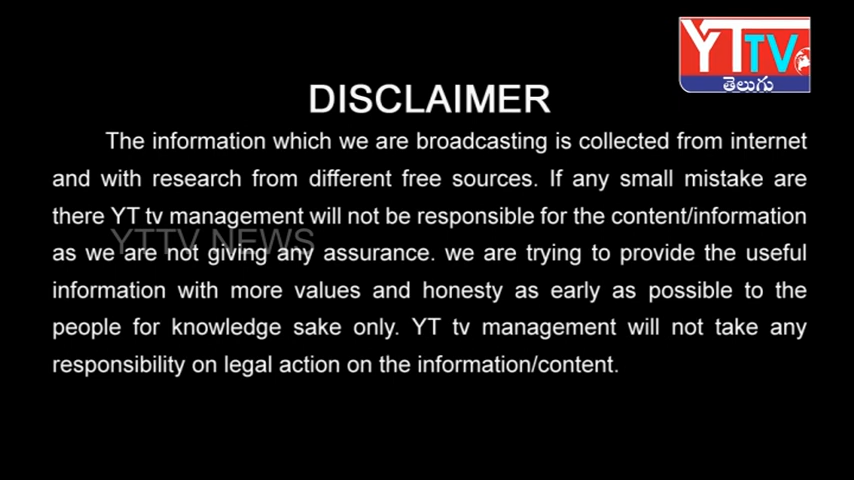 YTTV
తెలుగు
DISCLAIMER
The information which we are broadcasting is collected from internet
and with research from different free sources. If any small mistake are
there YT tv management will not be responsible for the content/information
YTTV NEWS
as we are not giving any assurance. we are trying to provide the useful
information with more values and honesty as early as possible to the
people for knowledge sake only. YT tv management will not take any
responsibility on legal action on the information/content.